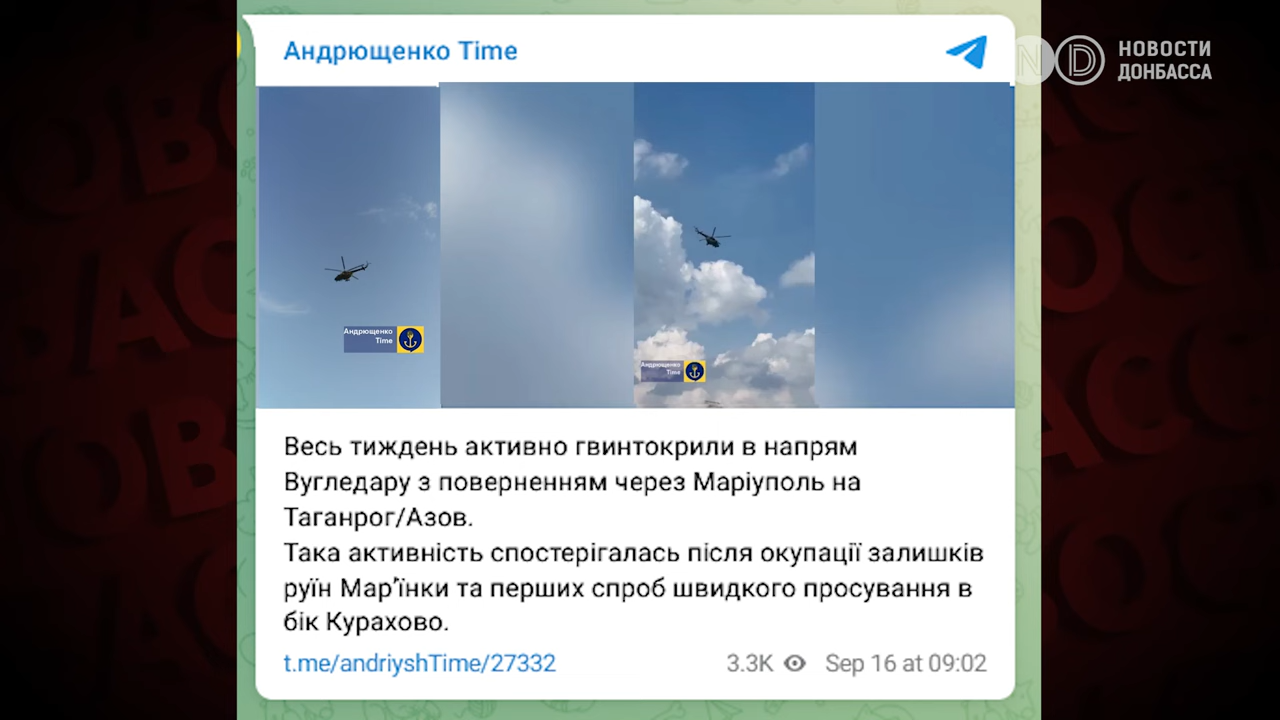 Андрющенко Time
НОВОСТИ
ДОНБАССА
Андрющенко
Time
Андрющенко
Time
Весь тиждень активно гвинтокрили в напрям
Вугледару з поверненням через Маріуполь на
Таганрог/Азов.
Така активність спостерігалась після окупації залишків
руїн Мар’їнки та перших спроб швидкого просування в
бік Курахово.
t.me/andriyshTime/27332
3.3K Sep 16 at 09:02